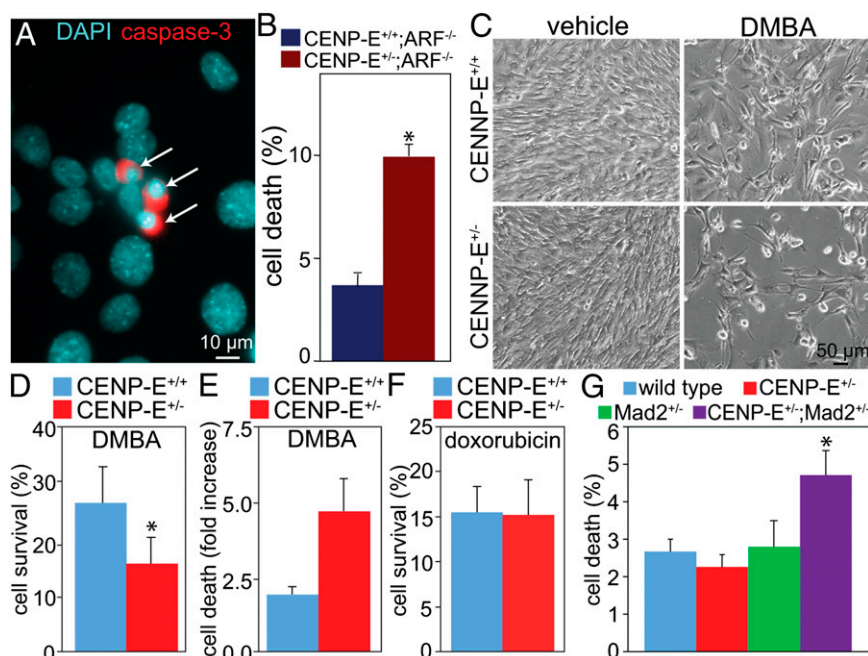 A
DAPI caspase-3
10 µm
B
CENP-E+/+;ARF-/-
CENP-E+/-;ARF-/-
cell death (%)
10
5
0
*
C
vehicle DMBA
CENNP-E+/+
CENNP-E+/-
50 µm
D
CENP-E+/+
CENP-E+/-
DMBA
cell survival (%)
40
30
20
10
0
*
E
CENP-E+/+
CENP-E+/-
DMBA
cell death (fold increase)
7.5
5.0
2.5
0.0
F
CENP-E+/+
CENP-E+/-
doxorubicin
cell survival (%)
25
20
15
10
5
0
G
wild type CENP-E+/-
Mad2+/- CENP-E+/-;Mad2+/-
cell death (%)
6
5
4
3
2
1
0
*